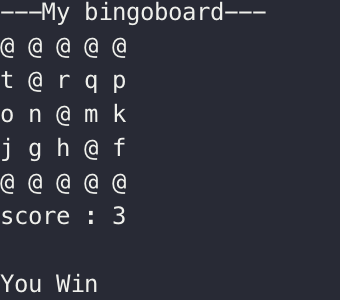 ---My bingoboard---
@ @ @ @ @
t @ r q p
o n @ m k
j g h @ f
@ @ @ @ @
score : 3

You Win